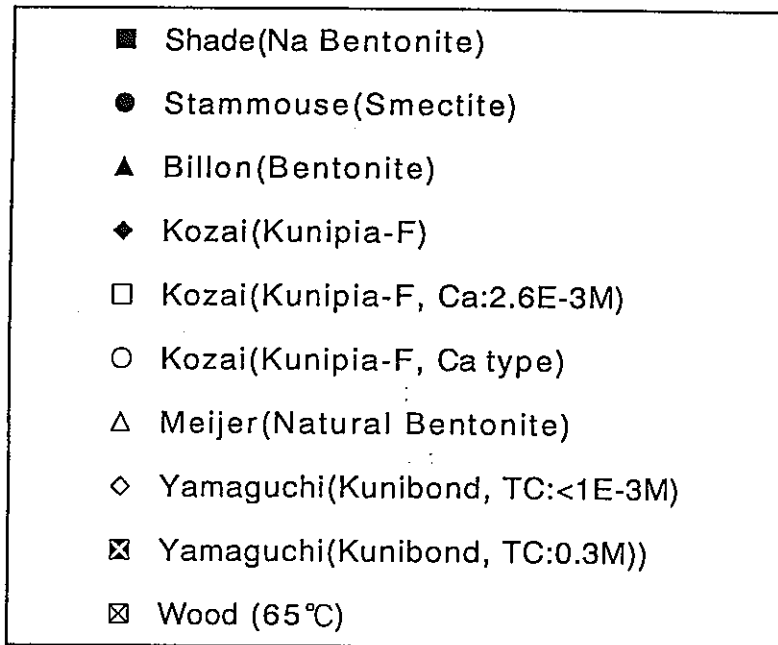 ■ Shade(Na Bentonite)
● Stammouse(Smectite)
▲ Billon(Bentonite)
◆ Kozai(Kunipia-F)
□ Kozai(Kunipia-F, Ca:2.6E-3M)
○ Kozai(Kunipia-F, Ca type)
△ Meijer(Natural Bentonite)
◇ Yamaguchi(Kunibond, TC:<1E-3M)
⊠ Yamaguchi(Kunibond, TC:0.3M))
⊠ Wood (65℃)